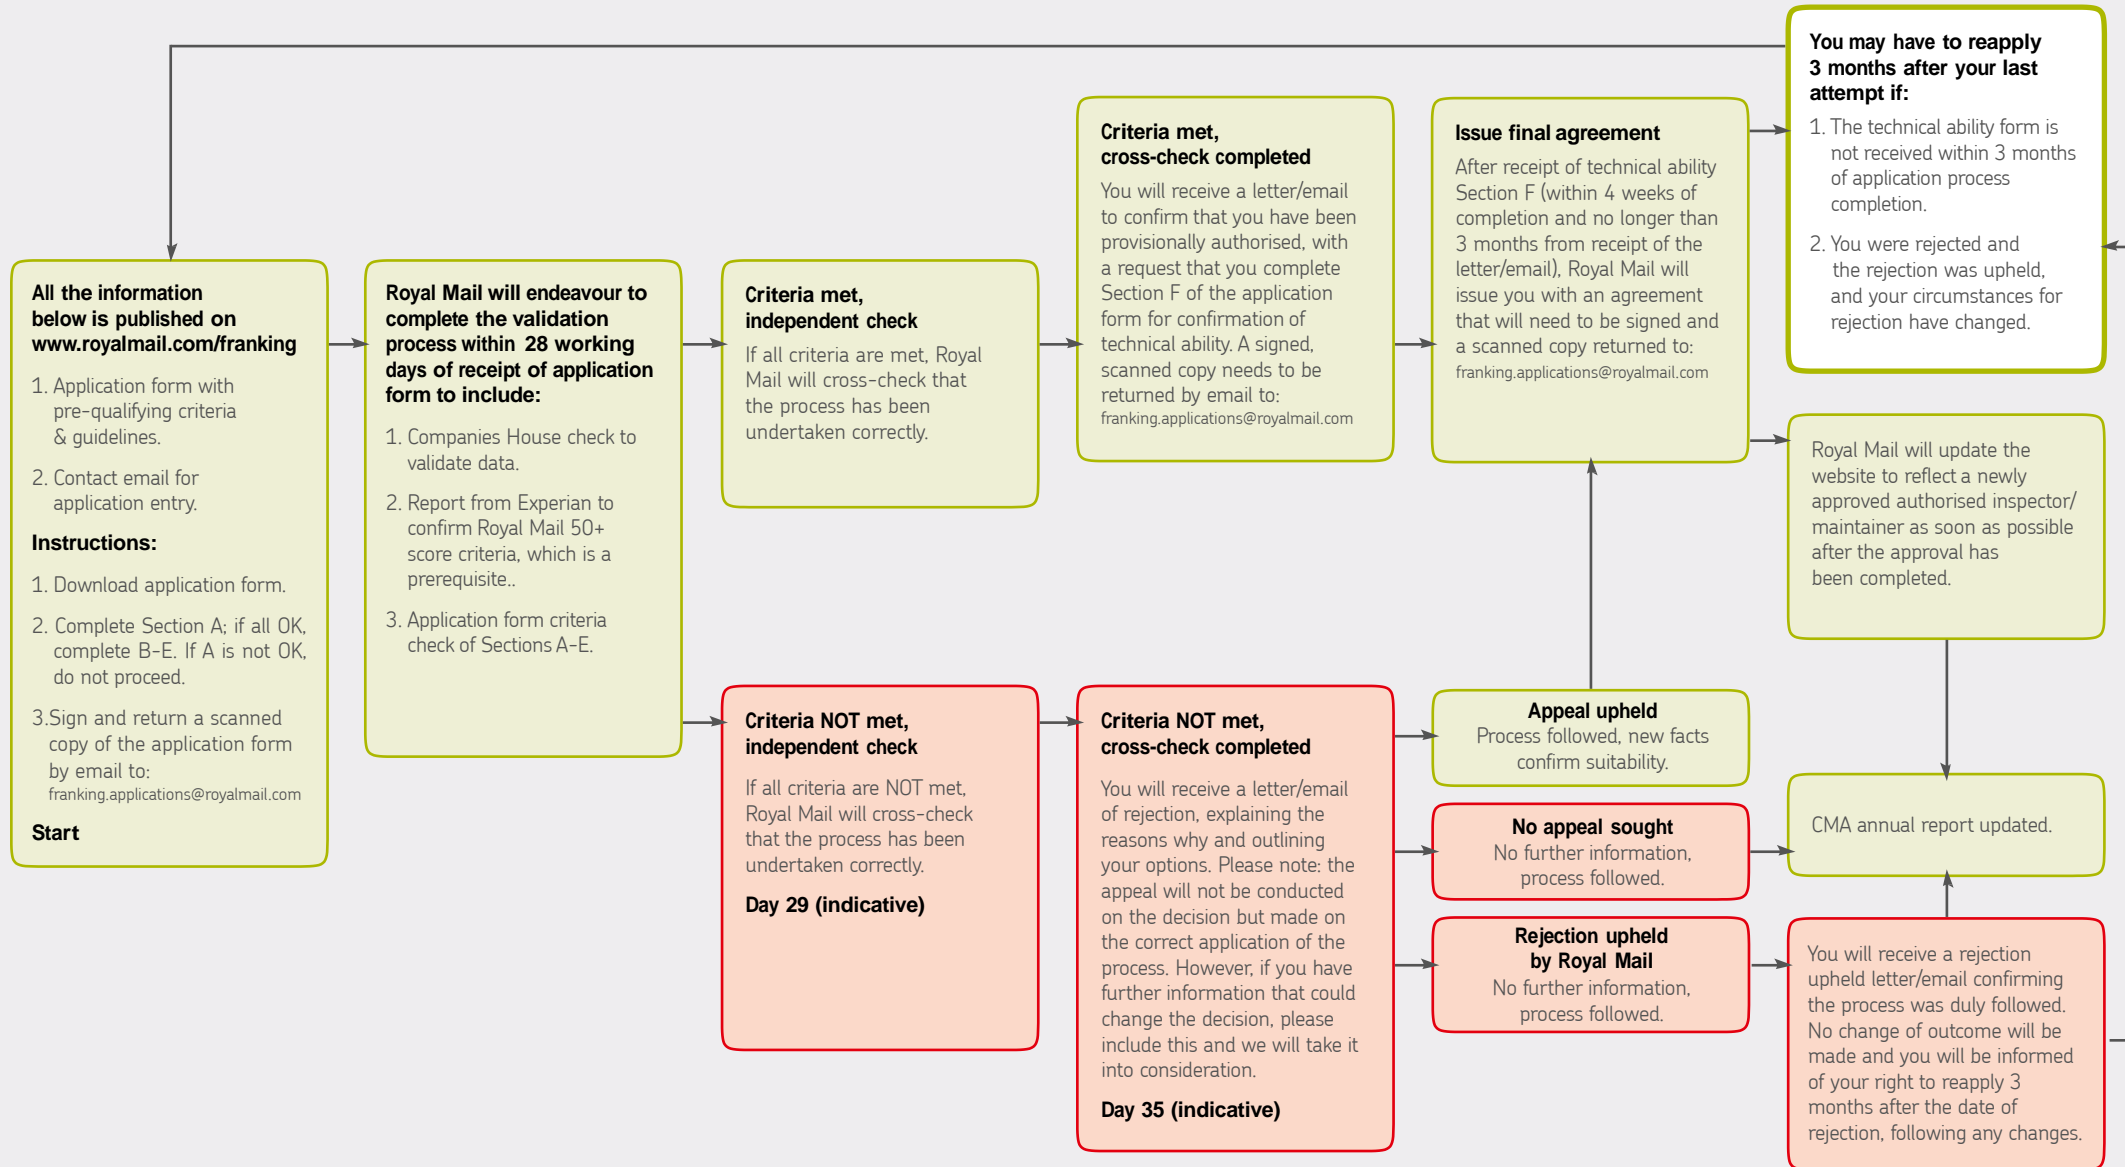 All the information
below is published on
www.royalmail.com/franking
1. Application form with
pre-qualifying criteria
& guidelines.
2. Contact email for
application entry.
Instructions:
1. Download application form.
2. Complete Section A; if all OK,
complete B-E. If A is not OK,
do not proceed.
3.Sign and return a scanned
copy of the application form
by email to:
franking.applications@royalmail.com
Start
Royal Mail will endeavour to
complete the validation
process within 28 working
days of receipt of application
form to include:
1. Companies House check to
validate data.
2. Report from Experian to
confirm Royal Mail 50+
score criteria, which is a
prerequisite..
3. Application form criteria
check of Sections A-E.
Criteria met,
independent check
If all criteria are met, Royal
Mail will cross-check that
the process has been
undertaken correctly.
Criteria met,
cross-check completed
You will receive a letter/email
to confirm that you have been
provisionally authorised, with
a request that you complete
Section F of the application
form for confirmation of
technical ability. A signed,
scanned copy needs to be
returned by email to:
franking.applications@royalmail.com
Issue final agreement
After receipt of technical ability
Section F (within 4 weeks of
completion and no longer than
3 months from receipt of the
letter/email), Royal Mail will
issue you with an agreement
that will need to be signed and
a scanned copy returned to:
franking.applications@royalmail.com
You may have to reapply
3 months after your last
attempt if:
1. The technical ability form is
not received within 3 months
of application process
completion.
2. You were rejected and
the rejection was upheld,
and your circumstances for
rejection have changed.
Royal Mail will update the
website to reflect a newly
approved authorised inspector/
maintainer as soon as possible
after the approval has
been completed.
Criteria NOT met,
independent check
If all criteria are NOT met,
Royal Mail will cross-check
that the process has been
undertaken correctly.
Day 29 (indicative)
Criteria NOT met,
cross-check completed
You will receive a letter/email
of rejection, explaining the
reasons why and outlining
your options. Please note: the
appeal will not be conducted
on the decision but made on
the correct application of the
process. However, if you have
further information that could
change the decision, please
include this and we will take it
into consideration.
Day 35 (indicative)
Appeal upheld
Process followed, new facts
confirm suitability.
No appeal sought
No further information,
process followed.
Rejection upheld
by Royal Mail
No further information,
process followed.
CMA annual report updated.
You will receive a rejection
upheld letter/email confirming
the process was duly followed.
No change of outcome will be
made and you will be informed
of your right to reapply 3
months after the date of
rejection, following any changes.